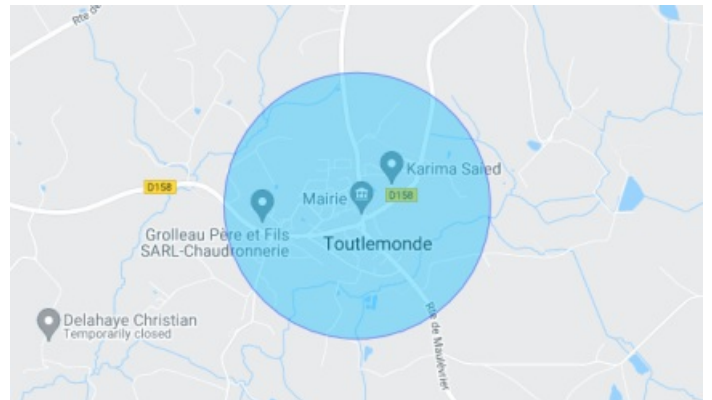 Rte de
Karima Saied
D158
Mairie
D158
Grolleau Père et Fils
SARL-Chaudronnerie
Toutlemonde
Delahaye Christian
Temporarily closed
Rte de Maulévrier